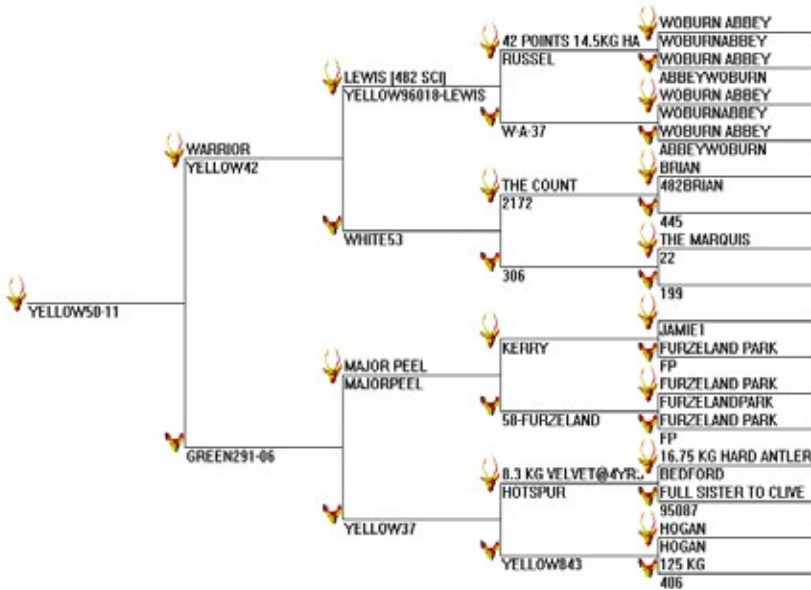 YELLOW50-11
WARRIOR
YELLOW42
GREEN291-06
LEWIS [482 SCI]
YELLOW96018-LEWIS
WHITE53
MAJOR PEEL
MAJORPEEL
YELLOW37
42 POINTS 14.5KG HA
RUSSEL
W-A-37
THE COUNT
2172
306
KERRY
58-FURZELAND
8.3 KG VELVET@4YR.
HOTSPUR
YELLOW843
WOBURN ABBEY
WOBURNABBEY
WOBURN ABBEY
ABBEYWOBURN
WOBURN ABBEY
WOBURNABBEY
WOBURN ABBEY
ABBEYWOBURN
BRIAN
482BRIAN
445
THE MARQUIS
22
199
JAMIE1
FURZELAND PARK
FP
FURZELAND PARK
FURZELANDPARK
FURZELAND PARK
FP
16.75 KG HARD ANTLER
BEDFORD
FULL SISTER TO CLIVE
95087
HOGAN
HOGAN
125 KG
406